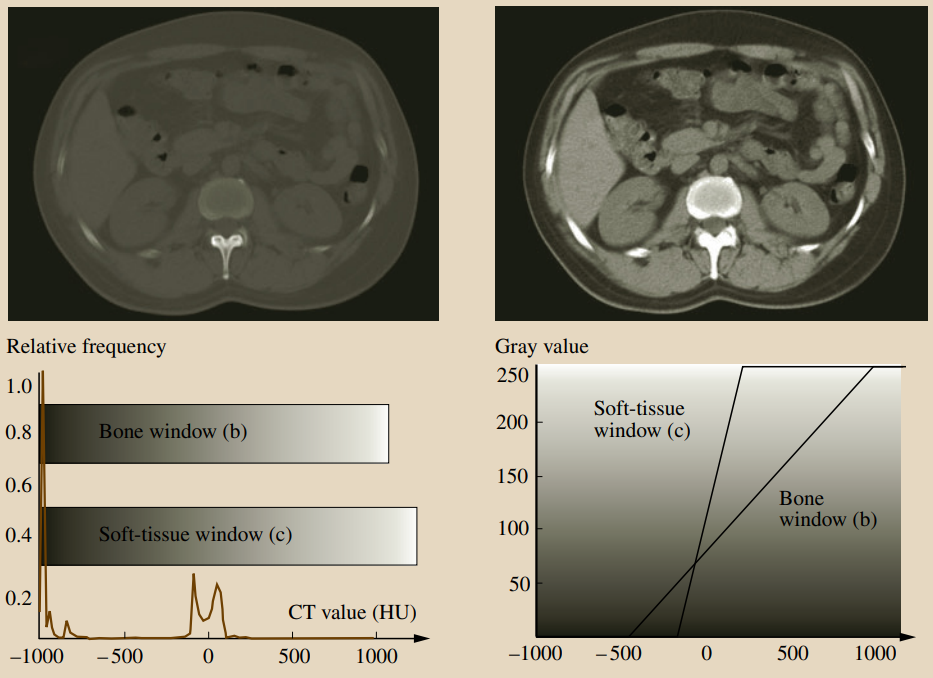 Relative frequency
1.0
0.8
0.6
0.4
0.2
Bone window (b)
Soft-tissue window (c)
CT value (HU)
−1000 −500 0 500 1000
Gray value
250
200
150
100
50
Soft-tissue
window (c)
Bone
window (b)
−1000 −500 0 500 1000